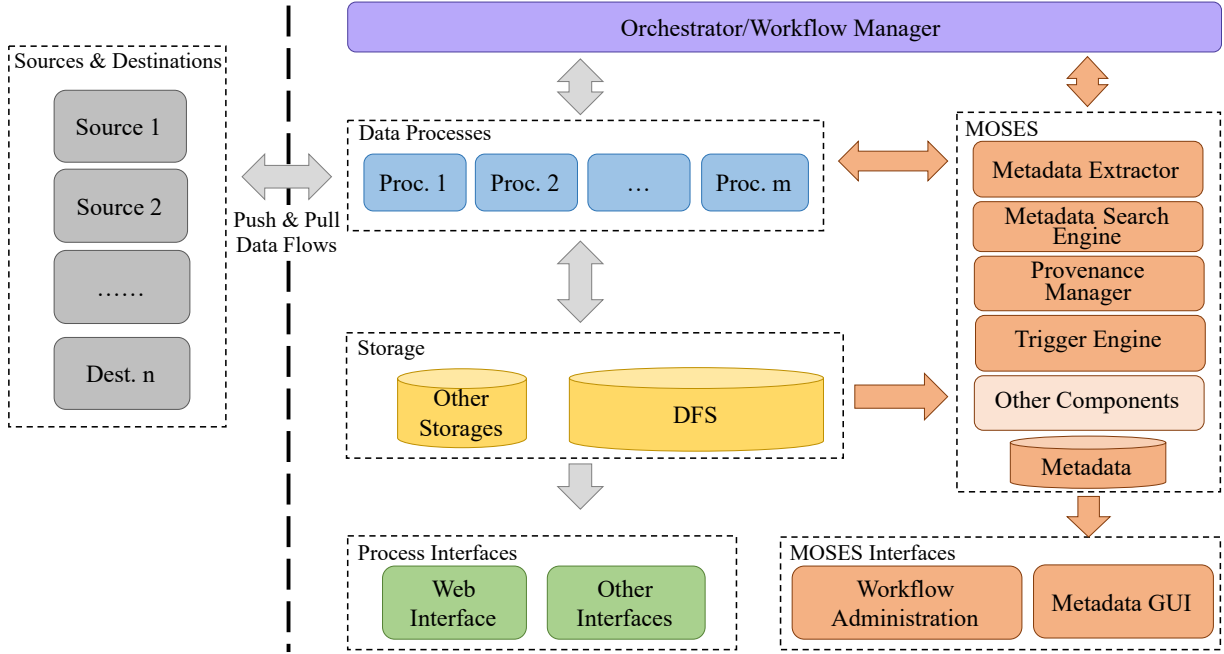 Orchestrator/Workflow Manager
Sources & Destinations
Source 1
Source 2
……
Dest. n
Push & Pull
Data Flows
Data Processes
Proc. 1
Proc. 2
…
Proc. m
Storage
Other
Storages
DFS
Process Interfaces
Web
Interface
Other
Interfaces
MOSES
Metadata Extractor
Metadata Search
Engine
Provenance
Manager
Trigger Engine
Other Components
Metadata
MOSES Interfaces
Workflow
Administration
Metadata GUI